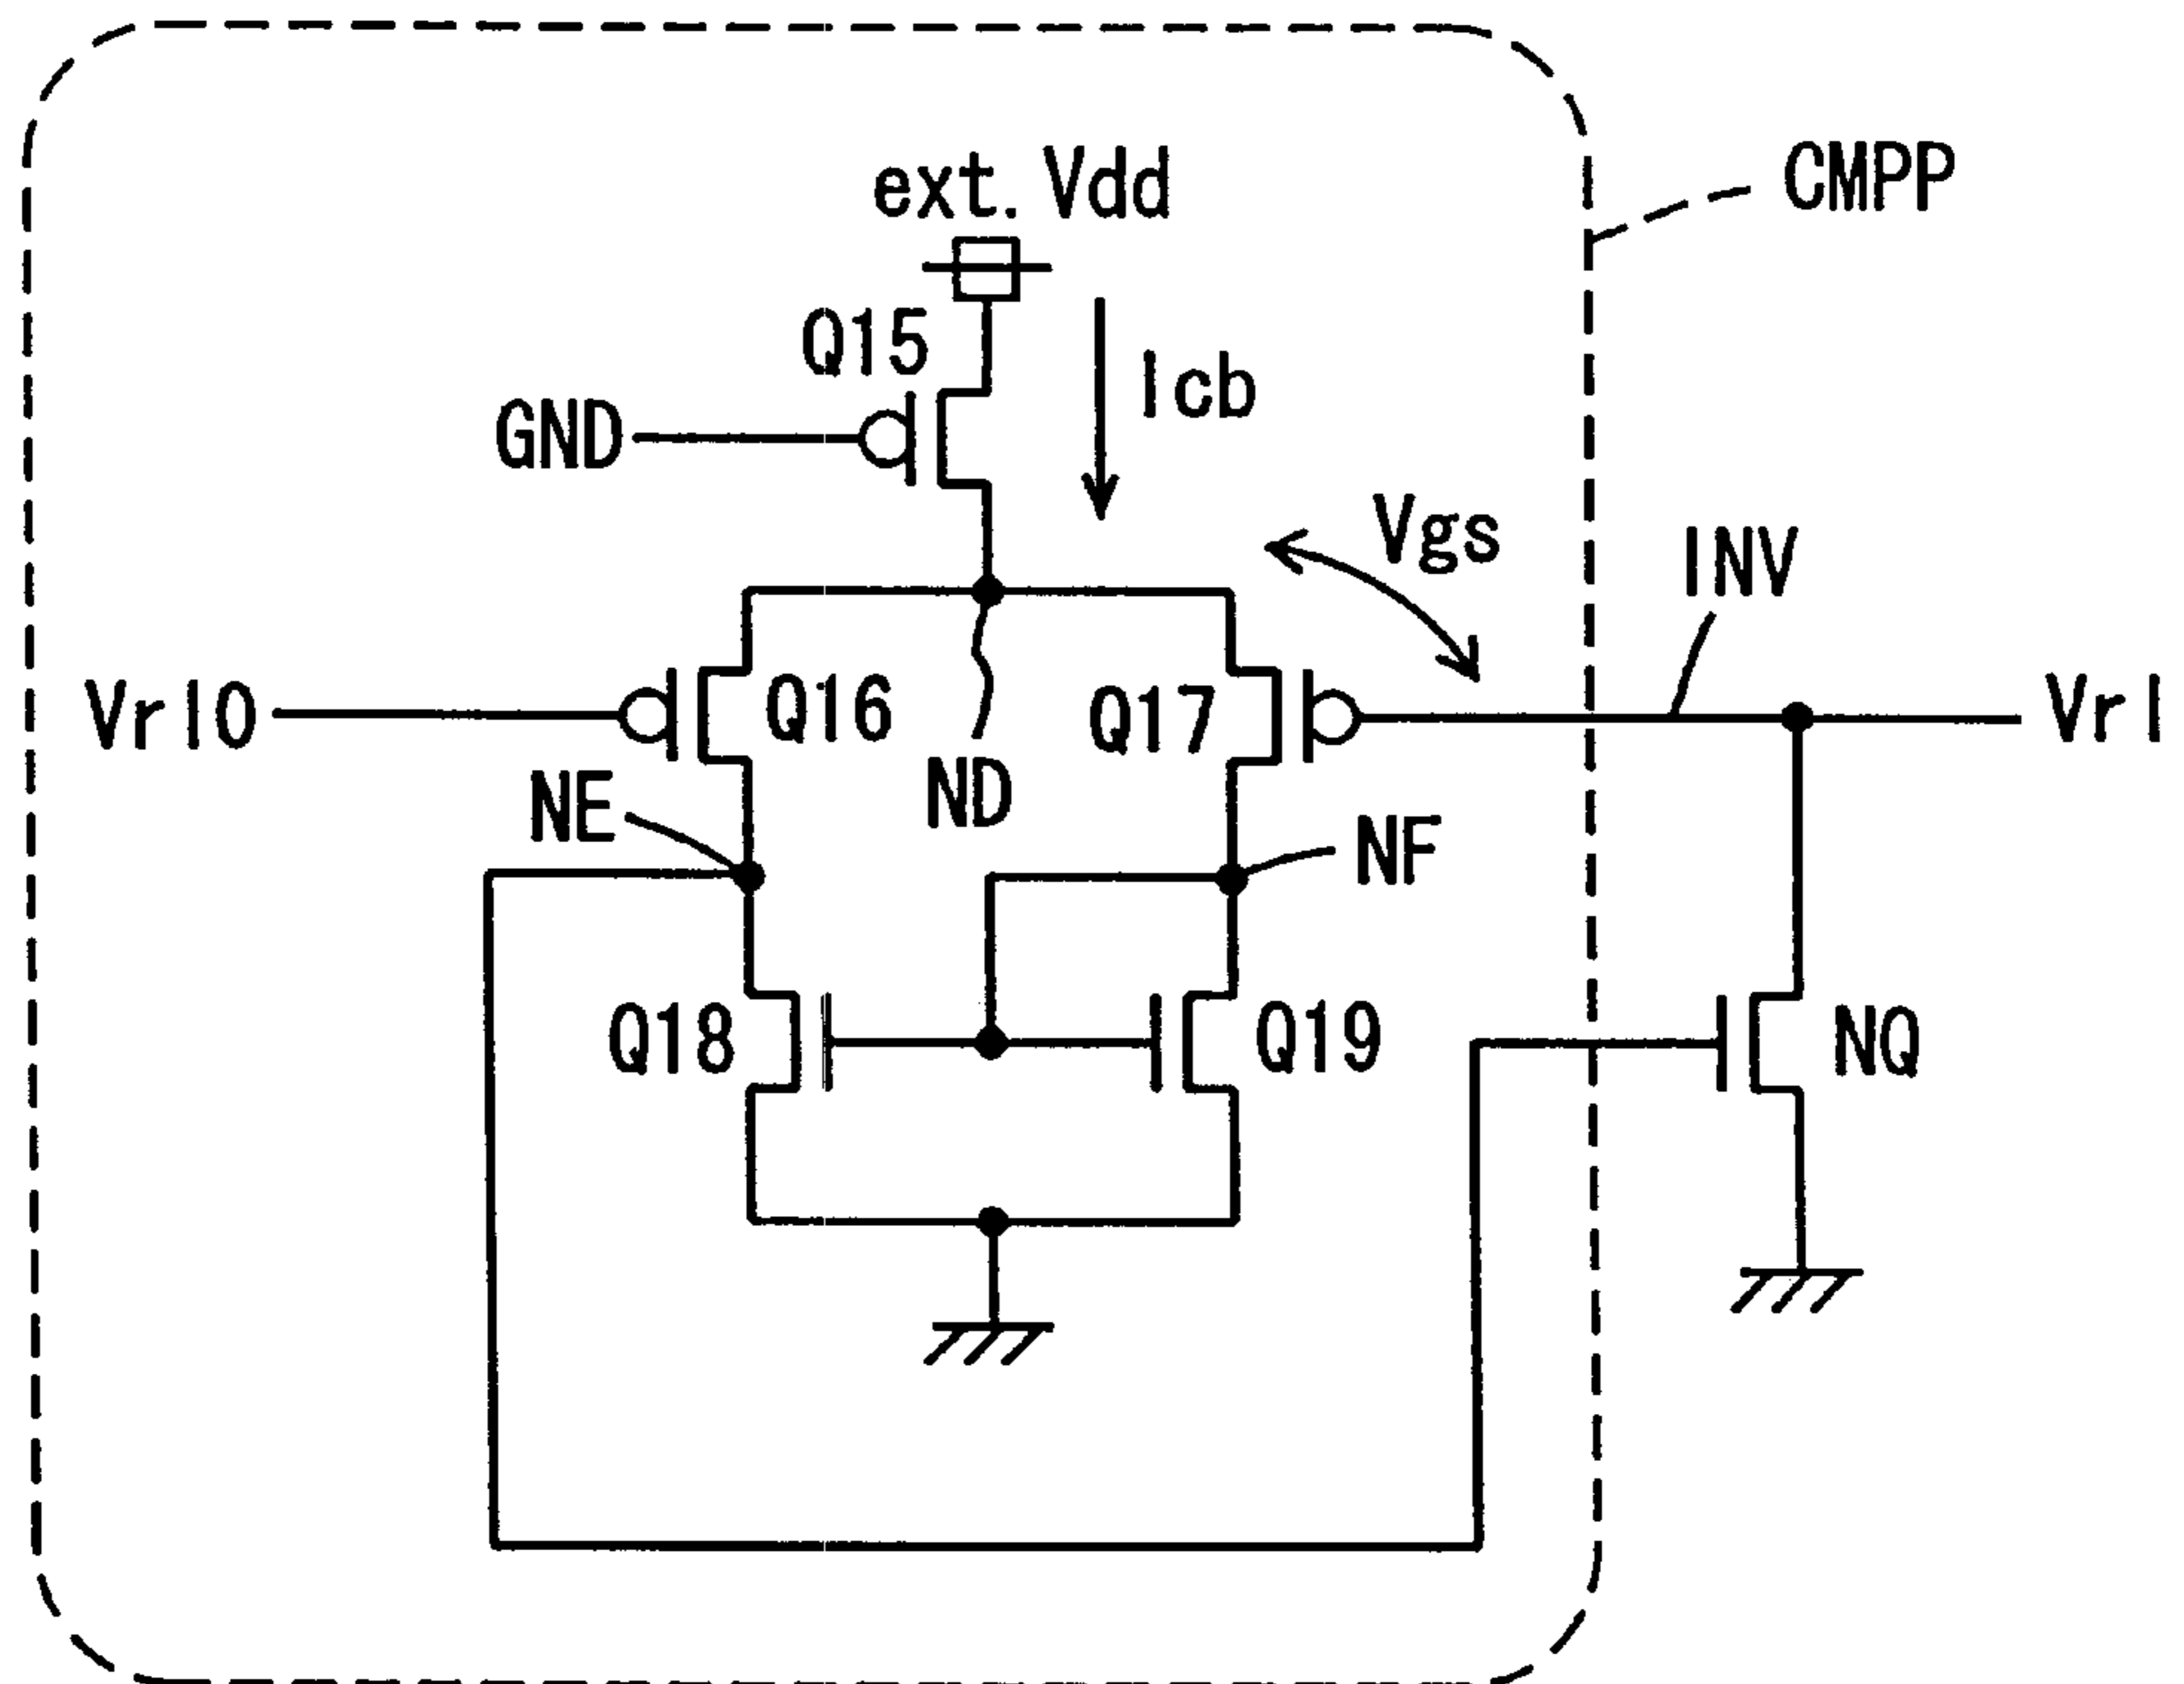 CMPP
ext. Vdd
Q15
Icb
GND
Vgs
INV
Vrl0
Q16
Q17
Vrl
ND
NE
NF
Q18
Q19
NQ